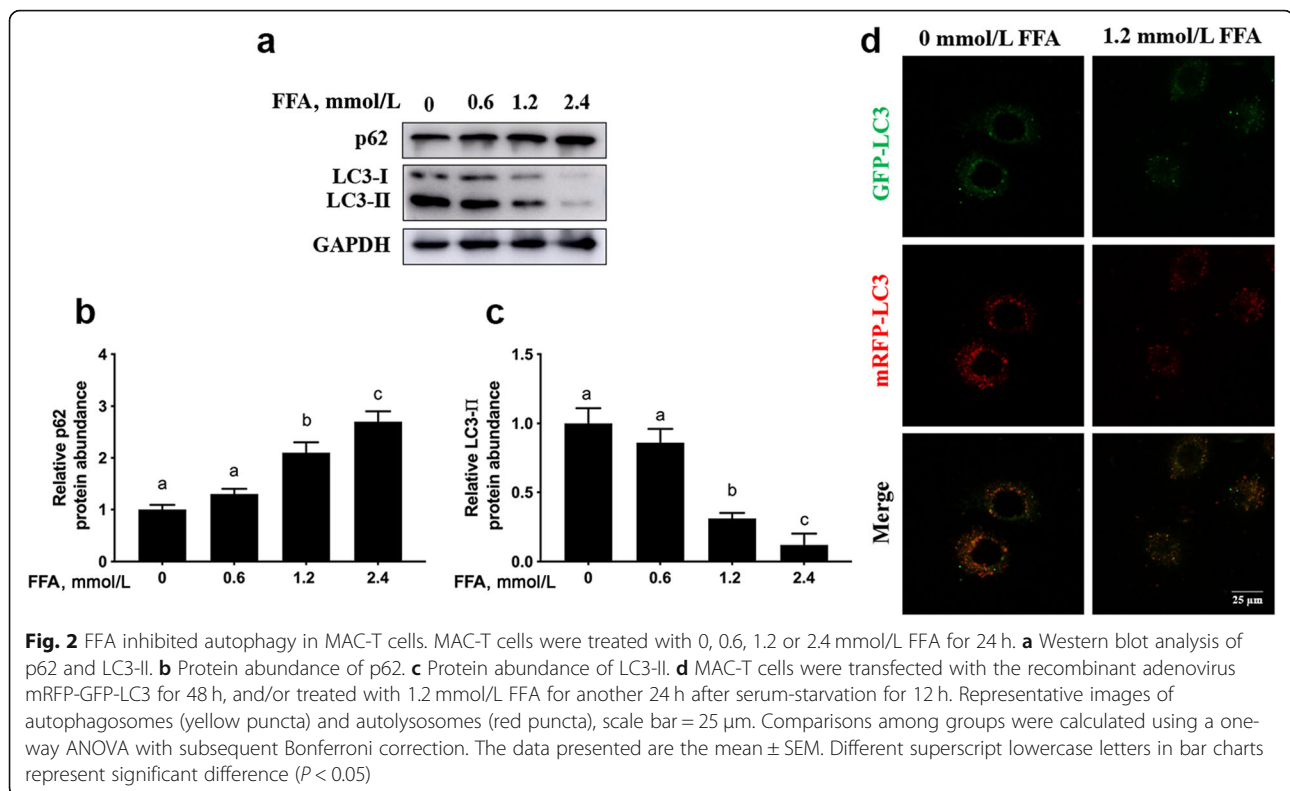 a
FFA, mmol/L 0 0.6 1.2 2.4
p62
LC3-I
LC3-II
GAPDH
b
Relative p62
protein abundance
4
3
2
1
0
a
a
b
c
FFA, mmol/L 0 0.6 1.2 2.4
c
Relative LC3-II
protein abundance
1.5
1.0
0.5
0.0
a
a
b
c
FFA, mmol/L 0 0.6 1.2 2.4
d
0 mmol/L FFA 1.2 mmol/L FFA
GFP-LC3
mRFP-LC3
Merge
25 µm
Fig. 2 FFA inhibited autophagy in MAC-T cells. MAC-T cells were treated with 0, 0.6, 1.2 or 2.4 mmol/L FFA for 24 h. a Western blot analysis of
p62 and LC3-II. b Protein abundance of p62. c Protein abundance of LC3-II. d MAC-T cells were transfected with the recombinant adenovirus
mRFP-GFP-LC3 for 48 h, and/or treated with 1.2 mmol/L FFA for another 24 h after serum-starvation for 12 h. Representative images of
autophagosomes (yellow puncta) and autolysosomes (red puncta), scale bar = 25 µm. Comparisons among groups were calculated using a one-
way ANOVA with subsequent Bonferroni correction. The data presented are the mean ± SEM. Different superscript lowercase letters in bar charts
represent significant difference (P < 0.05)